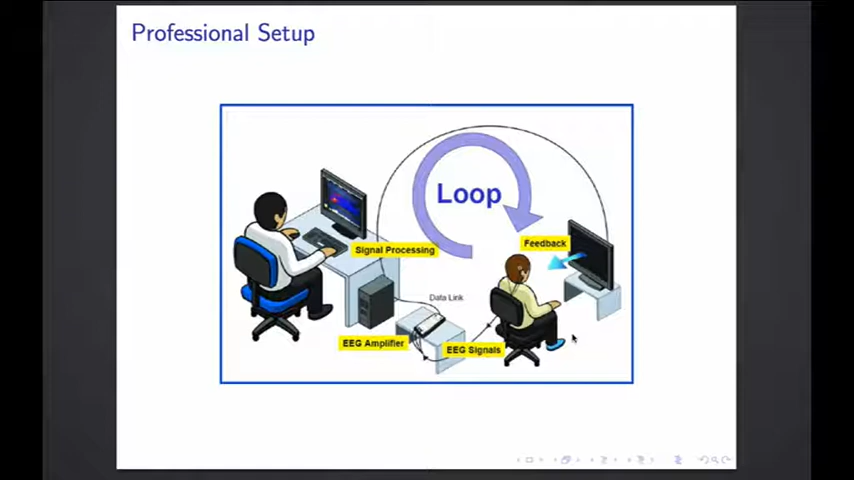 Professional Setup
Loop
Feedback
Signal Processing
Data Link
EEG Amplifier
EEG Signals